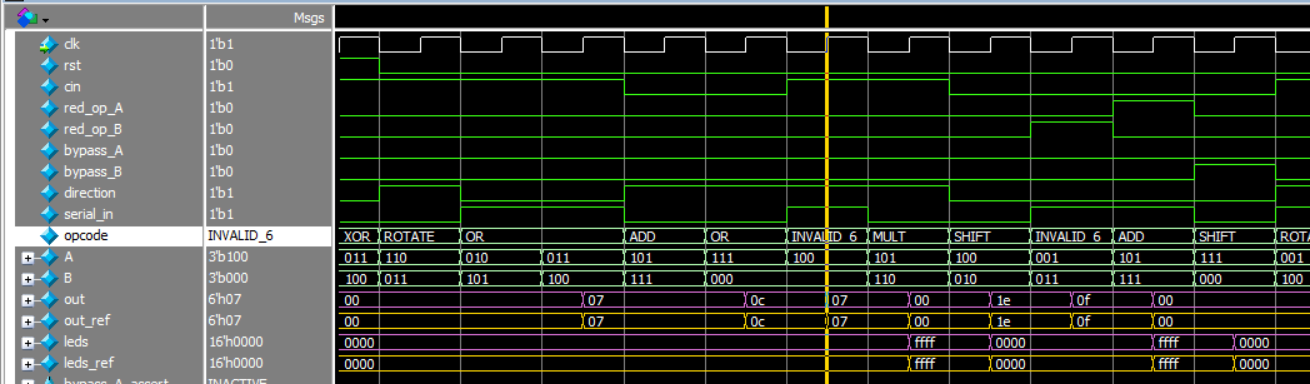 Msgs
clk 1'b1
rst 1'b0
cin 1'b1
red_op_A 1'b0
red_op_B 1'b0
bypass_A 1'b0
bypass_B 1'b0
direction 1'b1
serial_in 1'b1
opcode INVALID_6 XOR ROTATE OR ADD OR INVALID_6 MULT SHIFT INVALID_6 ADD SHIFT ROTA
A 3'b100 011 110 010 011 101 111 100 101 100 001 101 111 001
B 3'b000 100 011 101 100 111 000 110 010 011 111 000 100
out 6'h07 00 07 0c 07 00 1e 0f 00
out_ref 6'h07 00 07 0c 07 00 1e 0f 00
leds 16'h0000 0000 ffff 0000 ffff 0000
leds_ref 16'h0000 0000 ffff 0000 ffff 0000